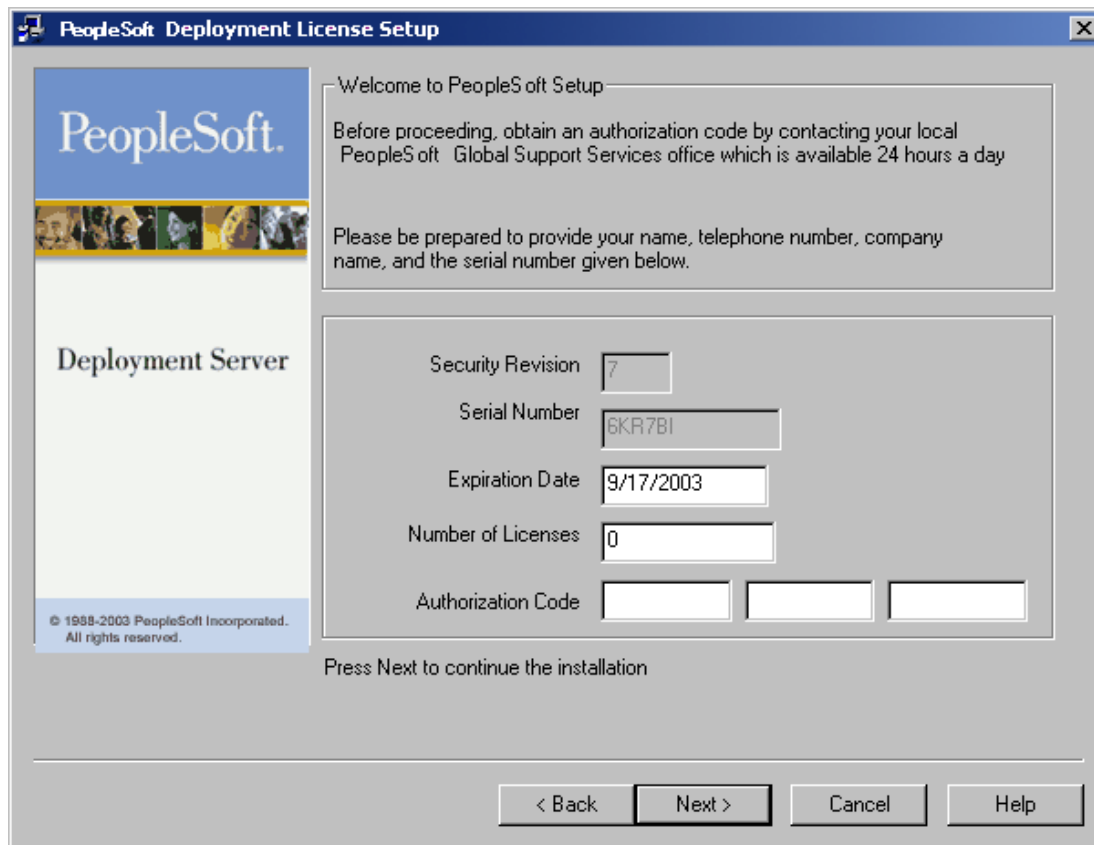 PeopleSoft Deployment License Setup
PeopleSoft.
Deployment Server
© 1988-2003 PeopleSoft Incorporated.
All rights reserved.
Welcome to PeopleSoft Setup
Before proceeding, obtain an authorization code by contacting your local
PeopleSoft Global Support Services office which is available 24 hours a day
Please be prepared to provide your name, telephone number, company
name, and the serial number given below.
Security Revision 7
Serial Number 6KR7BI
Expiration Date 9/17/2003
Number of Licenses 0
Authorization Code
Press Next to continue the installation
< Back Next > Cancel Help